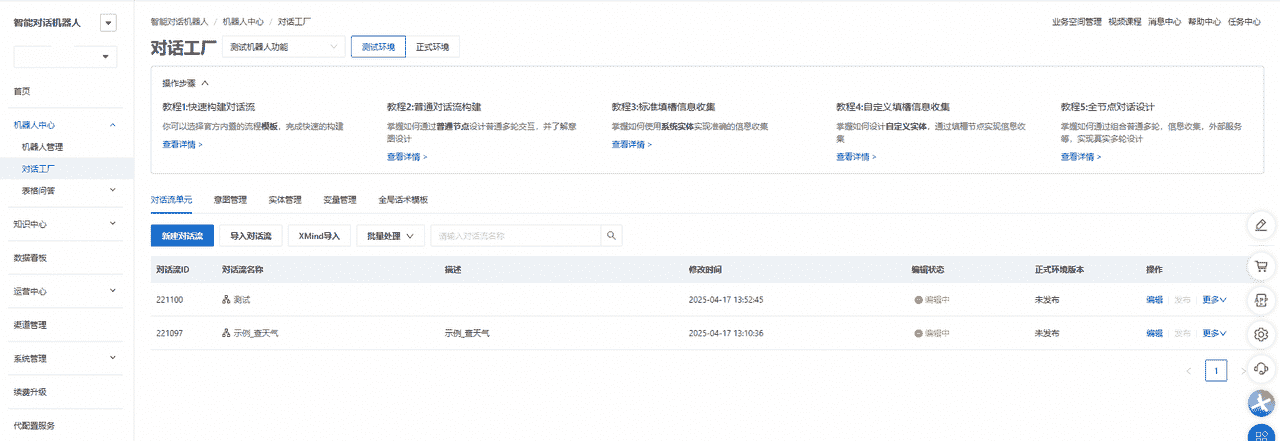 智能对话机器人
首页
机器人中心
机器人管理
对话工厂
表格问答
知识中心
数据看板
运营中心
渠道管理
系统管理
续费升级
代配置服务
智能对话机器人 / 机器人中心 / 对话工厂
业务空间管理 视频课程 消息中心 帮助中心 任务中心
对话工厂 测试机器人功能 测试环境 正式环境
操作步骤
教程1:快速构建对话流
你可以选择官方内置的流程模板，完成快速的构建
查看详情 >
教程2:普通对话流构建
掌握如何通过普通节点设计普通多轮交互，并了解意
图设计
查看详情 >
教程3:标准填槽信息收集
掌握如何使用系统实体实现准确的信息收集
查看详情 >
教程4:自定义填槽信息收集
掌握如何设计自定义实体，通过填槽节点实现信息收
集
查看详情 >
教程5:全节点对话设计
掌握如何通过组合普通多轮，信息收集，外部服务
等，实现真实多轮设计
查看详情 >
对话流单元 意图管理 实体管理 变量管理 全局话术模板
新建对话流 导入对话流 XMind导入 批量处理 请输入对话流名称
对话流ID 对话流名称 描述 修改时间 编辑状态 正式环境版本 操作
221100 测试 2025-04-17 13:52:45 编辑中 未发布 编辑 发布 更多
221097 示例_查天气 示例_查天气 2025-04-17 13:10:36 编辑中 未发布 编辑 发布 更多
< 1 >